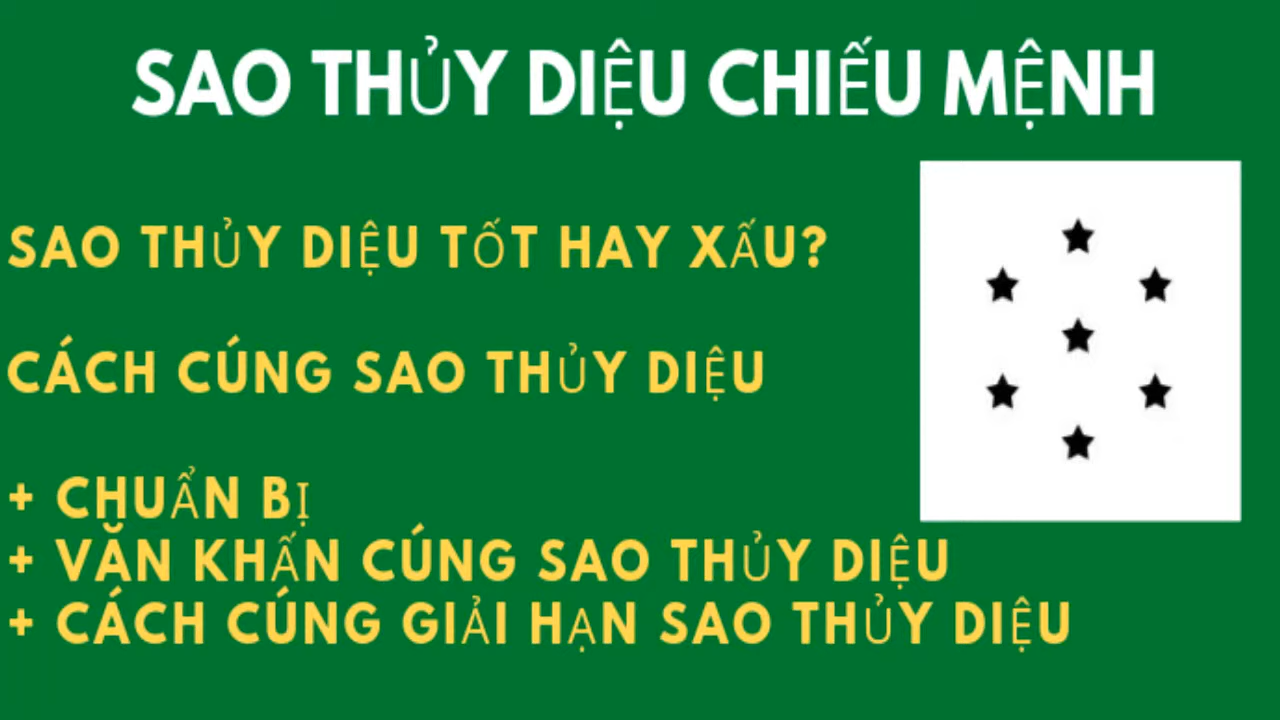 SAO THỦY DIỆU CHIẾU MỆNH
SAO THỦY DIỆU TỐT HAY XẤU?
CÁCH CÚNG SAO THỦY DIỆU
+ CHUẨN BỊ
+ VĂN KHẤN CÚNG SAO THỦY DIỆU
+ CÁCH CÚNG GIẢI HẠN SAO THỦY DIỆU